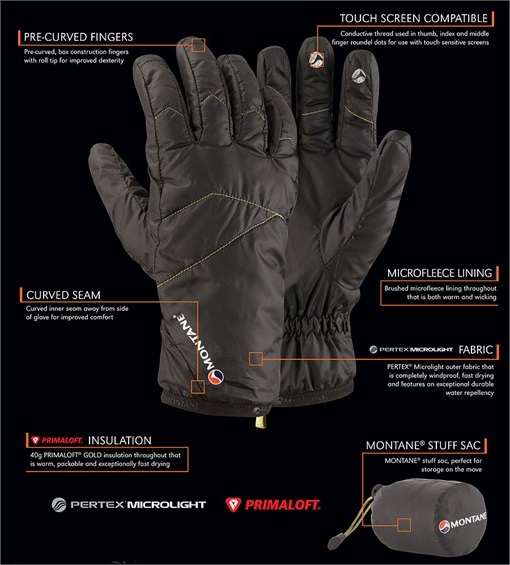 TOUCH SCREEN COMPATIBLE
Conductive thread used in thumb, index and middle
finger roundel dots for use with touch sensitive screens
PRE-CURVED FINGERS
Pre-curved, box construction fingers
with roll tip for improved dexterity
MICROFLEECE LINING
Brushed microfleece lining throughout
that is both warm and wicking
CURVED SEAM
Curved inner seam away from side
of glove for improved comfort
MONTANE®
PERTEX MICROLIGHT FABRIC
PERTEX® Microlight outer fabric that
is completely windproof, fast drying
and features on exceptional durable
water repellency
PRIMALOFT. INSULATION
40g PRIMALOFT® GOLD insulation throughout that
is warm, packable and exceptionally fast drying
MONTANE® STUFF SAC
MONTANE® stuff sac, perfect for
storage on the move
PERTEX®MICROLIGHT
PRIMALOFT.
MONTANE